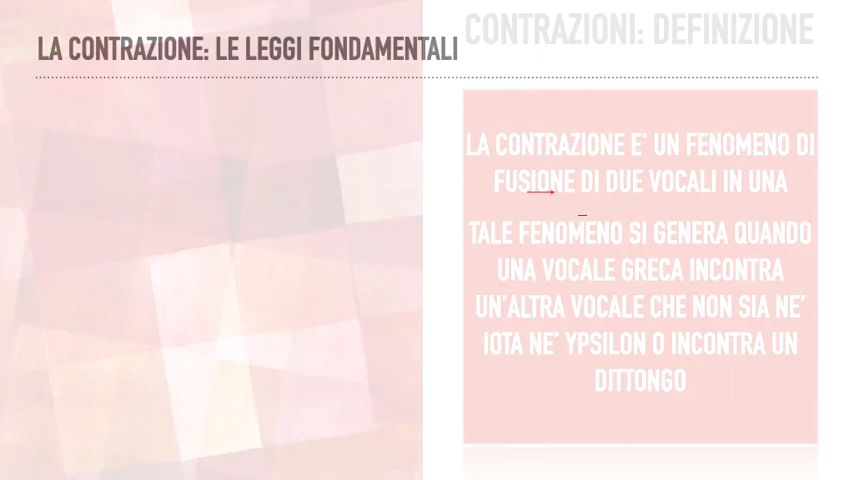 CONTRAZIONI: DEFINIZIONE
LA CONTRAZIONE: LE LEGGI FONDAMENTALI
LA CONTRAZIONE E' UN FENOMENO DI
FUSIONE DI DUE VOCALI IN UNA
TALE FENOMENO SI GENERA QUANDO
UNA VOCALE GRECA INCONTRA
UN'ALTRA VOCALE CHE NON SIA NE'
IOTA NE' YPSILON O INCONTRA UN
DITTONGO